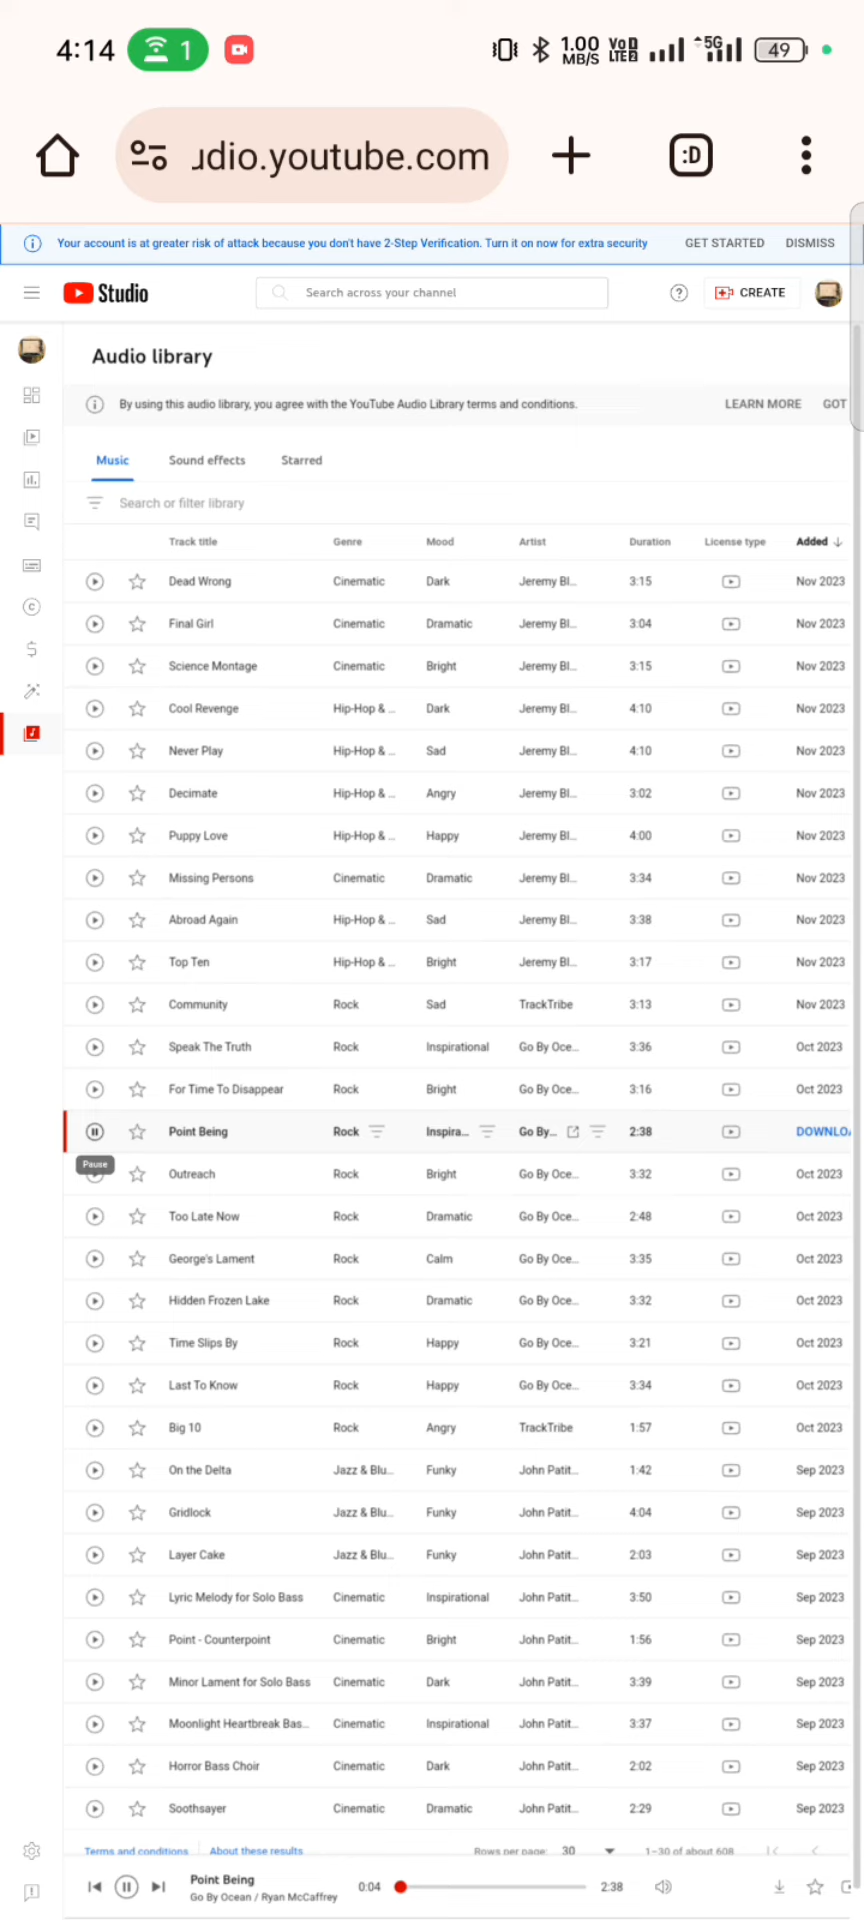 4:14 1 1.00 MB/S Vo LTE 2 5G 49
dio.youtube.com :D
Your account is at greater risk of attack because you don't have 2-Step Verification. Turn it on now for extra security GET STARTED DISMISS
Studio Search across your channel ? CREATE
Audio library
By using this audio library, you agree with the YouTube Audio Library terms and conditions. LEARN MORE GOT
Music Sound effects Starred
Search or filter library
Track title Genre Mood Artist Duration License type Added ↓
Dead Wrong Cinematic Dark Jeremy Bl... 3:15 Nov 2023
Final Girl Cinematic Dramatic Jeremy Bl... 3:04 Nov 2023
Science Montage Cinematic Bright Jeremy Bl... 3:15 Nov 2023
Cool Revenge Hip-Hop & ... Dark Jeremy Bl... 4:10 Nov 2023
Never Play Hip-Hop & ... Sad Jeremy Bl... 4:10 Nov 2023
Decimate Hip-Hop & ... Angry Jeremy Bl... 3:02 Nov 2023
Puppy Love Hip-Hop & ... Happy Jeremy Bl... 4:00 Nov 2023
Missing Persons Cinematic Dramatic Jeremy Bl... 3:34 Nov 2023
Abroad Again Hip-Hop & ... Sad Jeremy Bl... 3:38 Nov 2023
Top Ten Hip-Hop & ... Bright Jeremy Bl... 3:17 Nov 2023
Community Rock Sad TrackTribe 3:13 Nov 2023
Speak The Truth Rock Inspirational Go By Oce... 3:36 Oct 2023
For Time To Disappear Rock Bright Go By Oce... 3:16 Oct 2023
Point Being Rock Inspira... Go By... 2:38 DOWNLOA
Pause
Outreach Rock Bright Go By Oce... 3:32 Oct 2023
Too Late Now Rock Dramatic Go By Oce... 2:48 Oct 2023
George's Lament Rock Calm Go By Oce... 3:35 Oct 2023
Hidden Frozen Lake Rock Dramatic Go By Oce... 3:32 Oct 2023
Time Slips By Rock Happy Go By Oce... 3:21 Oct 2023
Last To Know Rock Happy Go By Oce... 3:34 Oct 2023
Big 10 Rock Angry TrackTribe 1:57 Oct 2023
On the Delta Jazz & Blu... Funky John Patit... 1:42 Sep 2023
Gridlock Jazz & Blu... Funky John Patit... 4:04 Sep 2023
Layer Cake Jazz & Blu... Funky John Patit... 2:03 Sep 2023
Lyric Melody for Solo Bass Cinematic Inspirational John Patit... 3:50 Sep 2023
Point - Counterpoint Cinematic Bright John Patit... 1:56 Sep 2023
Minor Lament for Solo Bass Cinematic Dark John Patit... 3:39 Sep 2023
Moonlight Heartbreak Bas... Cinematic Inspirational John Patit... 3:37 Sep 2023
Horror Bass Choir Cinematic Dark John Patit... 2:02 Sep 2023
Soothsayer Cinematic Dramatic John Patit... 2:29 Sep 2023
Terms and conditions About these results Rows per page: 30 1–30 of about 608
Point Being 0:04 2:38
Go By Ocean / Ryan McCaffrey